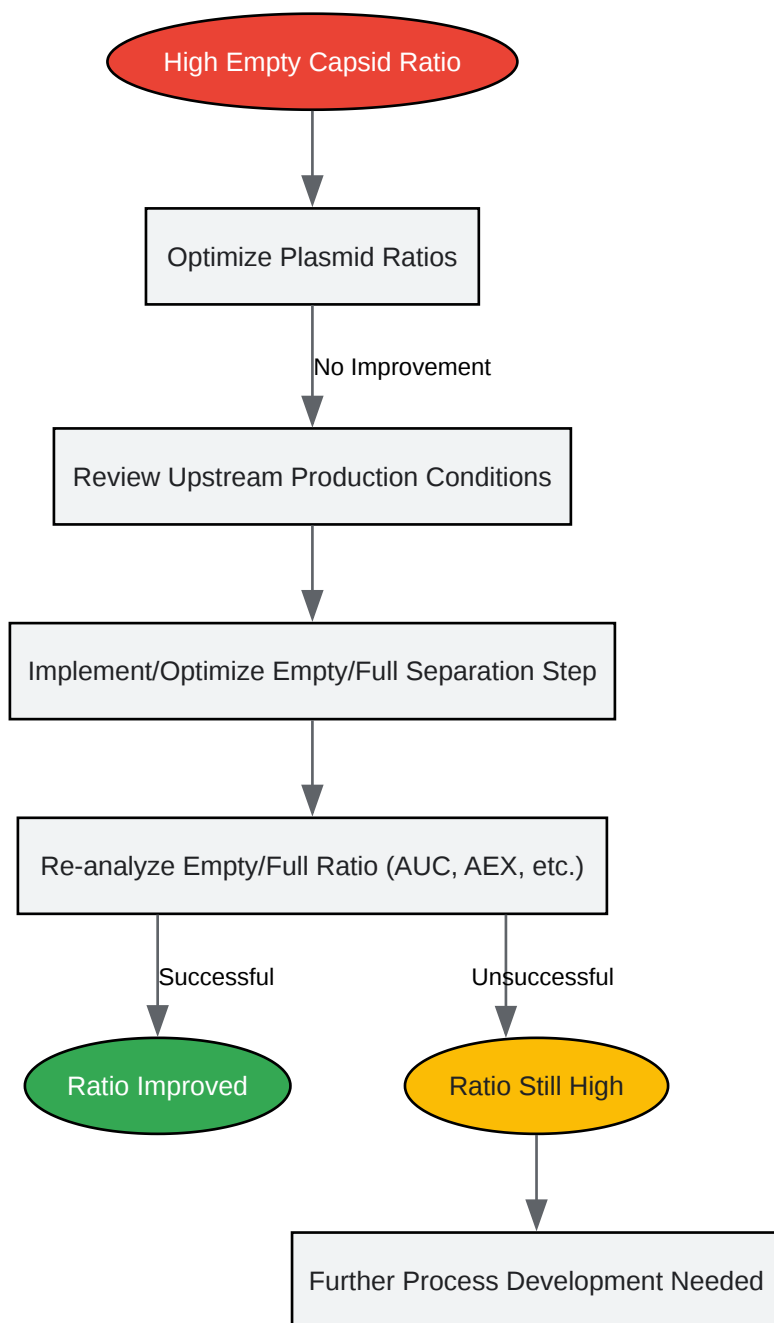 High Empty Capsid Ratio
Optimize Plasmid Ratios
No Improvement
Review Upstream Production Conditions
Implement/Optimize Empty/Full Separation Step
Re-analyze Empty/Full Ratio (AUC, AEX, etc.)
Successful
Unsuccessful
Ratio Improved
Ratio Still High
Further Process Development Needed